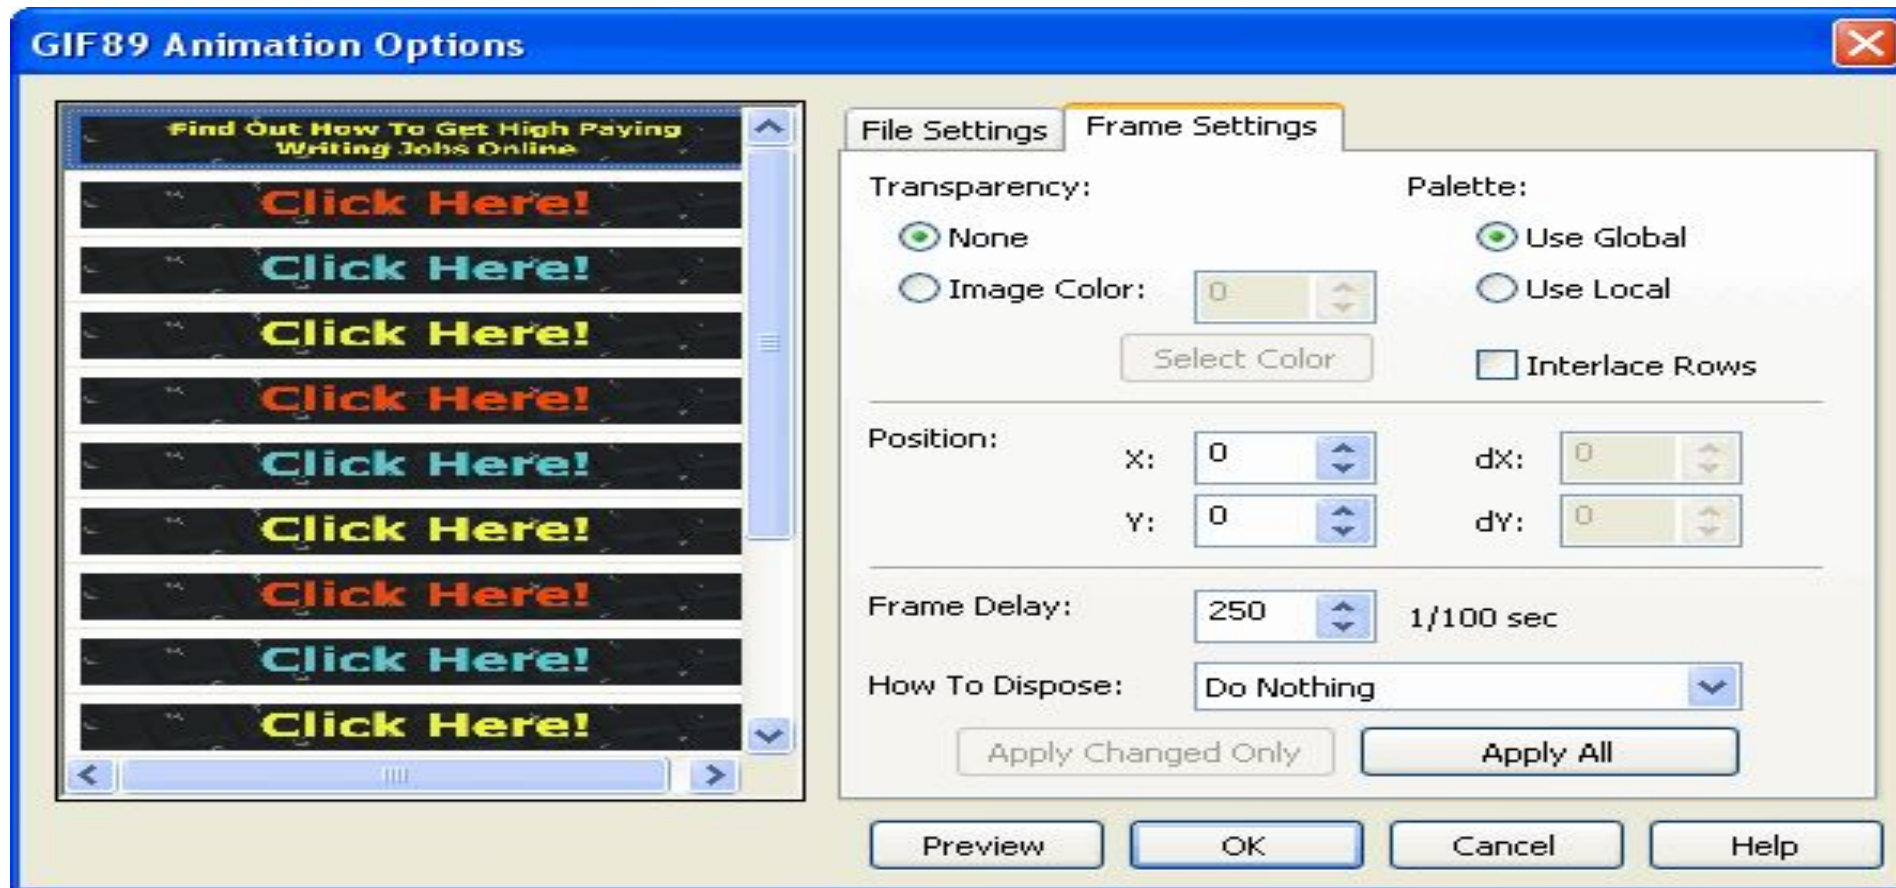 GIF89 Animation Options
Find Out How To Get High Paying
Writing Jobs Online
Click Here!
Click Here!
Click Here!
Click Here!
Click Here!
Click Here!
Click Here!
Click Here!
Click Here!
File Settings
Frame Settings
Transparency:
None
Image Color: 0
Select Color
Palette:
Use Global
Use Local
Interlace Rows
Position:
X: 0
dX: 0
Y: 0
dY: 0
Frame Delay: 250 1/100 sec
How To Dispose: Do Nothing
Apply Changed Only
Apply All
Preview
OK
Cancel
Help